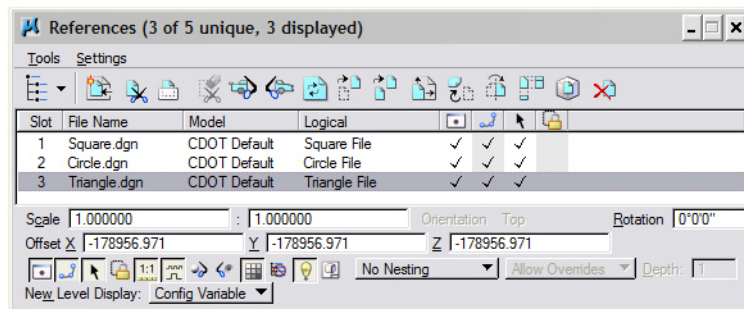 References (3 of 5 unique, 3 displayed)
Tools Settings
Slot File Name Model Logical
1 Square.dgn CDOT Default Square File
2 Circle.dgn CDOT Default Circle File
3 Triangle.dgn CDOT Default Triangle File
Scale 1.000000 : 1.000000 Orientation Top Rotation 0°0'0"
Offset X -178956.971 Y -178956.971 Z -178956.971
1:1 No Nesting Allow Overrides Depth: 1
New Level Display: Config Variable